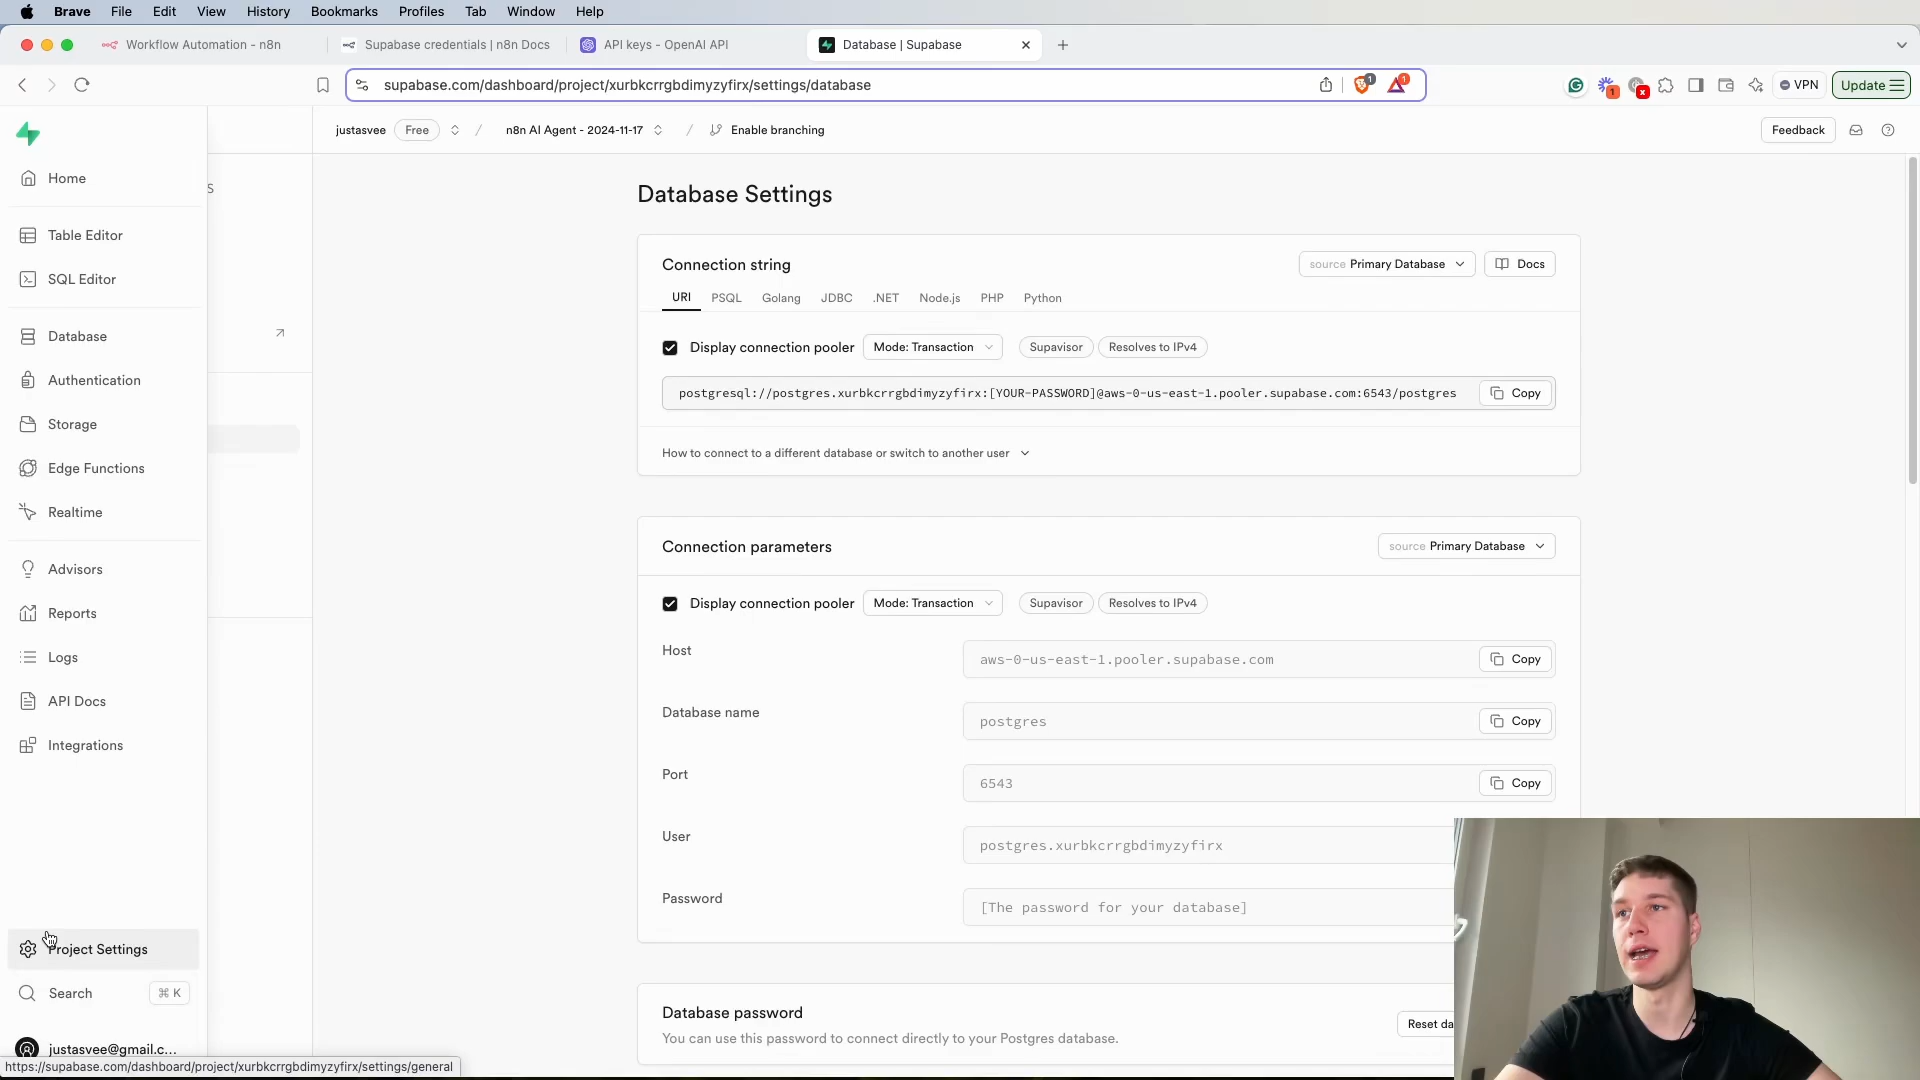 Brave File Edit View History Bookmarks Profiles Tab Window Help
Workflow Automation - n8n
Supabase credentials | n8n Docs
API keys - OpenAI API
Database | Supabase
supabase.com/dashboard/project/xurbkcrrgbdimyzyfirx/settings/database
1
1
1
x
VPN
Update
justasvee Free / n8n AI Agent - 2024-11-17 / Enable branching
Feedback
Home
S
Table Editor
SQL Editor
Database
Authentication
Storage
Edge Functions
Realtime
Advisors
Reports
Logs
API Docs
Integrations
Project Settings
Search ⌘ K
justasvee@gmail.c...
https://supabase.com/dashboard/project/xurbkcrrgbdimyzyfirx/settings/general
Database Settings
Connection string
source Primary Database
Docs
URI PSQL Golang JDBC .NET Node.js PHP Python
Display connection pooler Mode: Transaction Supavisor Resolves to IPv4
postgresql://postgres.xurbkcrrgbdimyzyfirx:[YOUR-PASSWORD]@aws-0-us-east-1.pooler.supabase.com:6543/postgres Copy
How to connect to a different database or switch to another user
Connection parameters
source Primary Database
Display connection pooler Mode: Transaction Supavisor Resolves to IPv4
Host aws-0-us-east-1.pooler.supabase.com Copy
Database name postgres Copy
Port 6543 Copy
User postgres.xurbkcrrgbdimyzyfirx
Password [The password for your database]
Database password
You can use this password to connect directly to your Postgres database.
Reset da